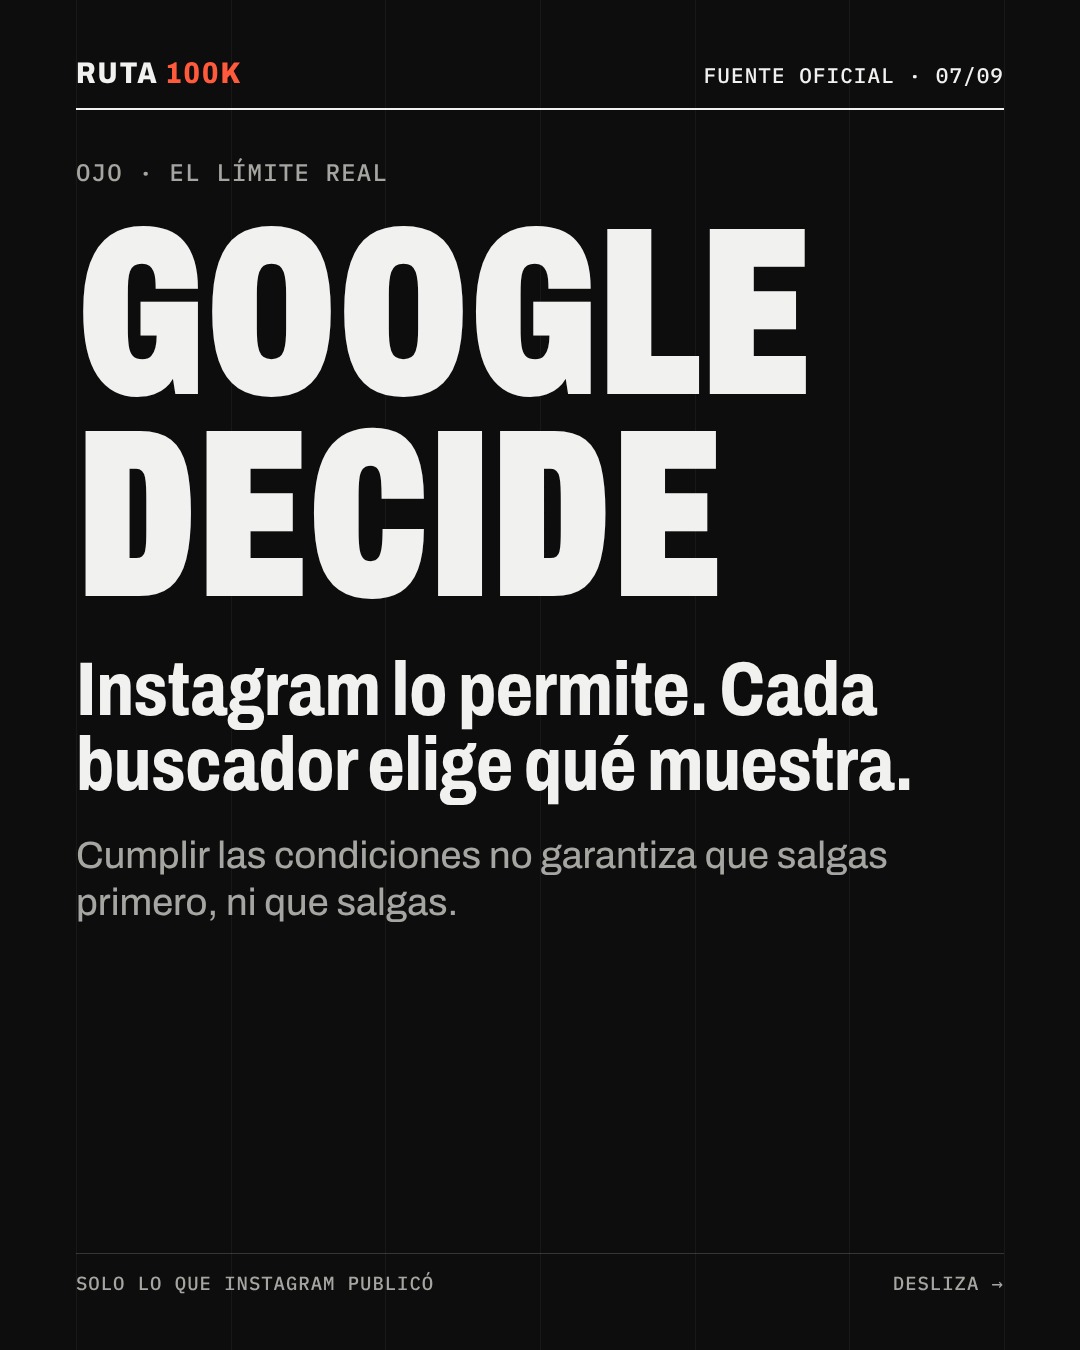 RUTA 100K
FUENTE OFICIAL · 07/09
OJO · EL LÍMITE REAL
GOOGLE
DECIDE
Instagram lo permite. Cada
buscador elige qué muestra.
Cumplir las condiciones no garantiza que salgas
primero, ni que salgas.
SOLO LO QUE INSTAGRAM PUBLICÓ
DESLIZA →